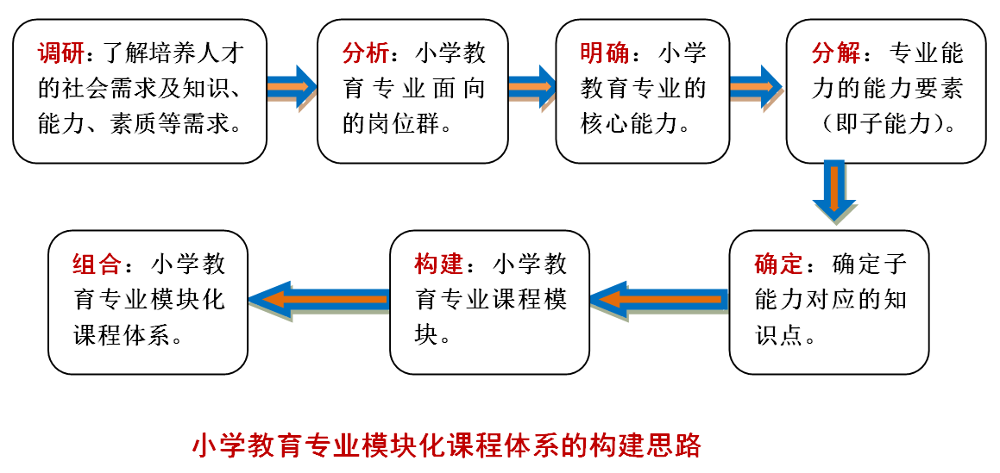 调研：了解培养人才
的社会需求及知识、
能力、素质等需求。
分析：小学教
育专业面向
的岗位群。
明确：小学
教育专业的
核心能力。
分解：专业能
力的能力要素
（即子能力）。
确定：确定子
能力对应的知
识点。
构建：小学教
育专业课程模
块。
组合：小学教
育专业模块化
课程体系。
小学教育专业模块化课程体系的构建思路